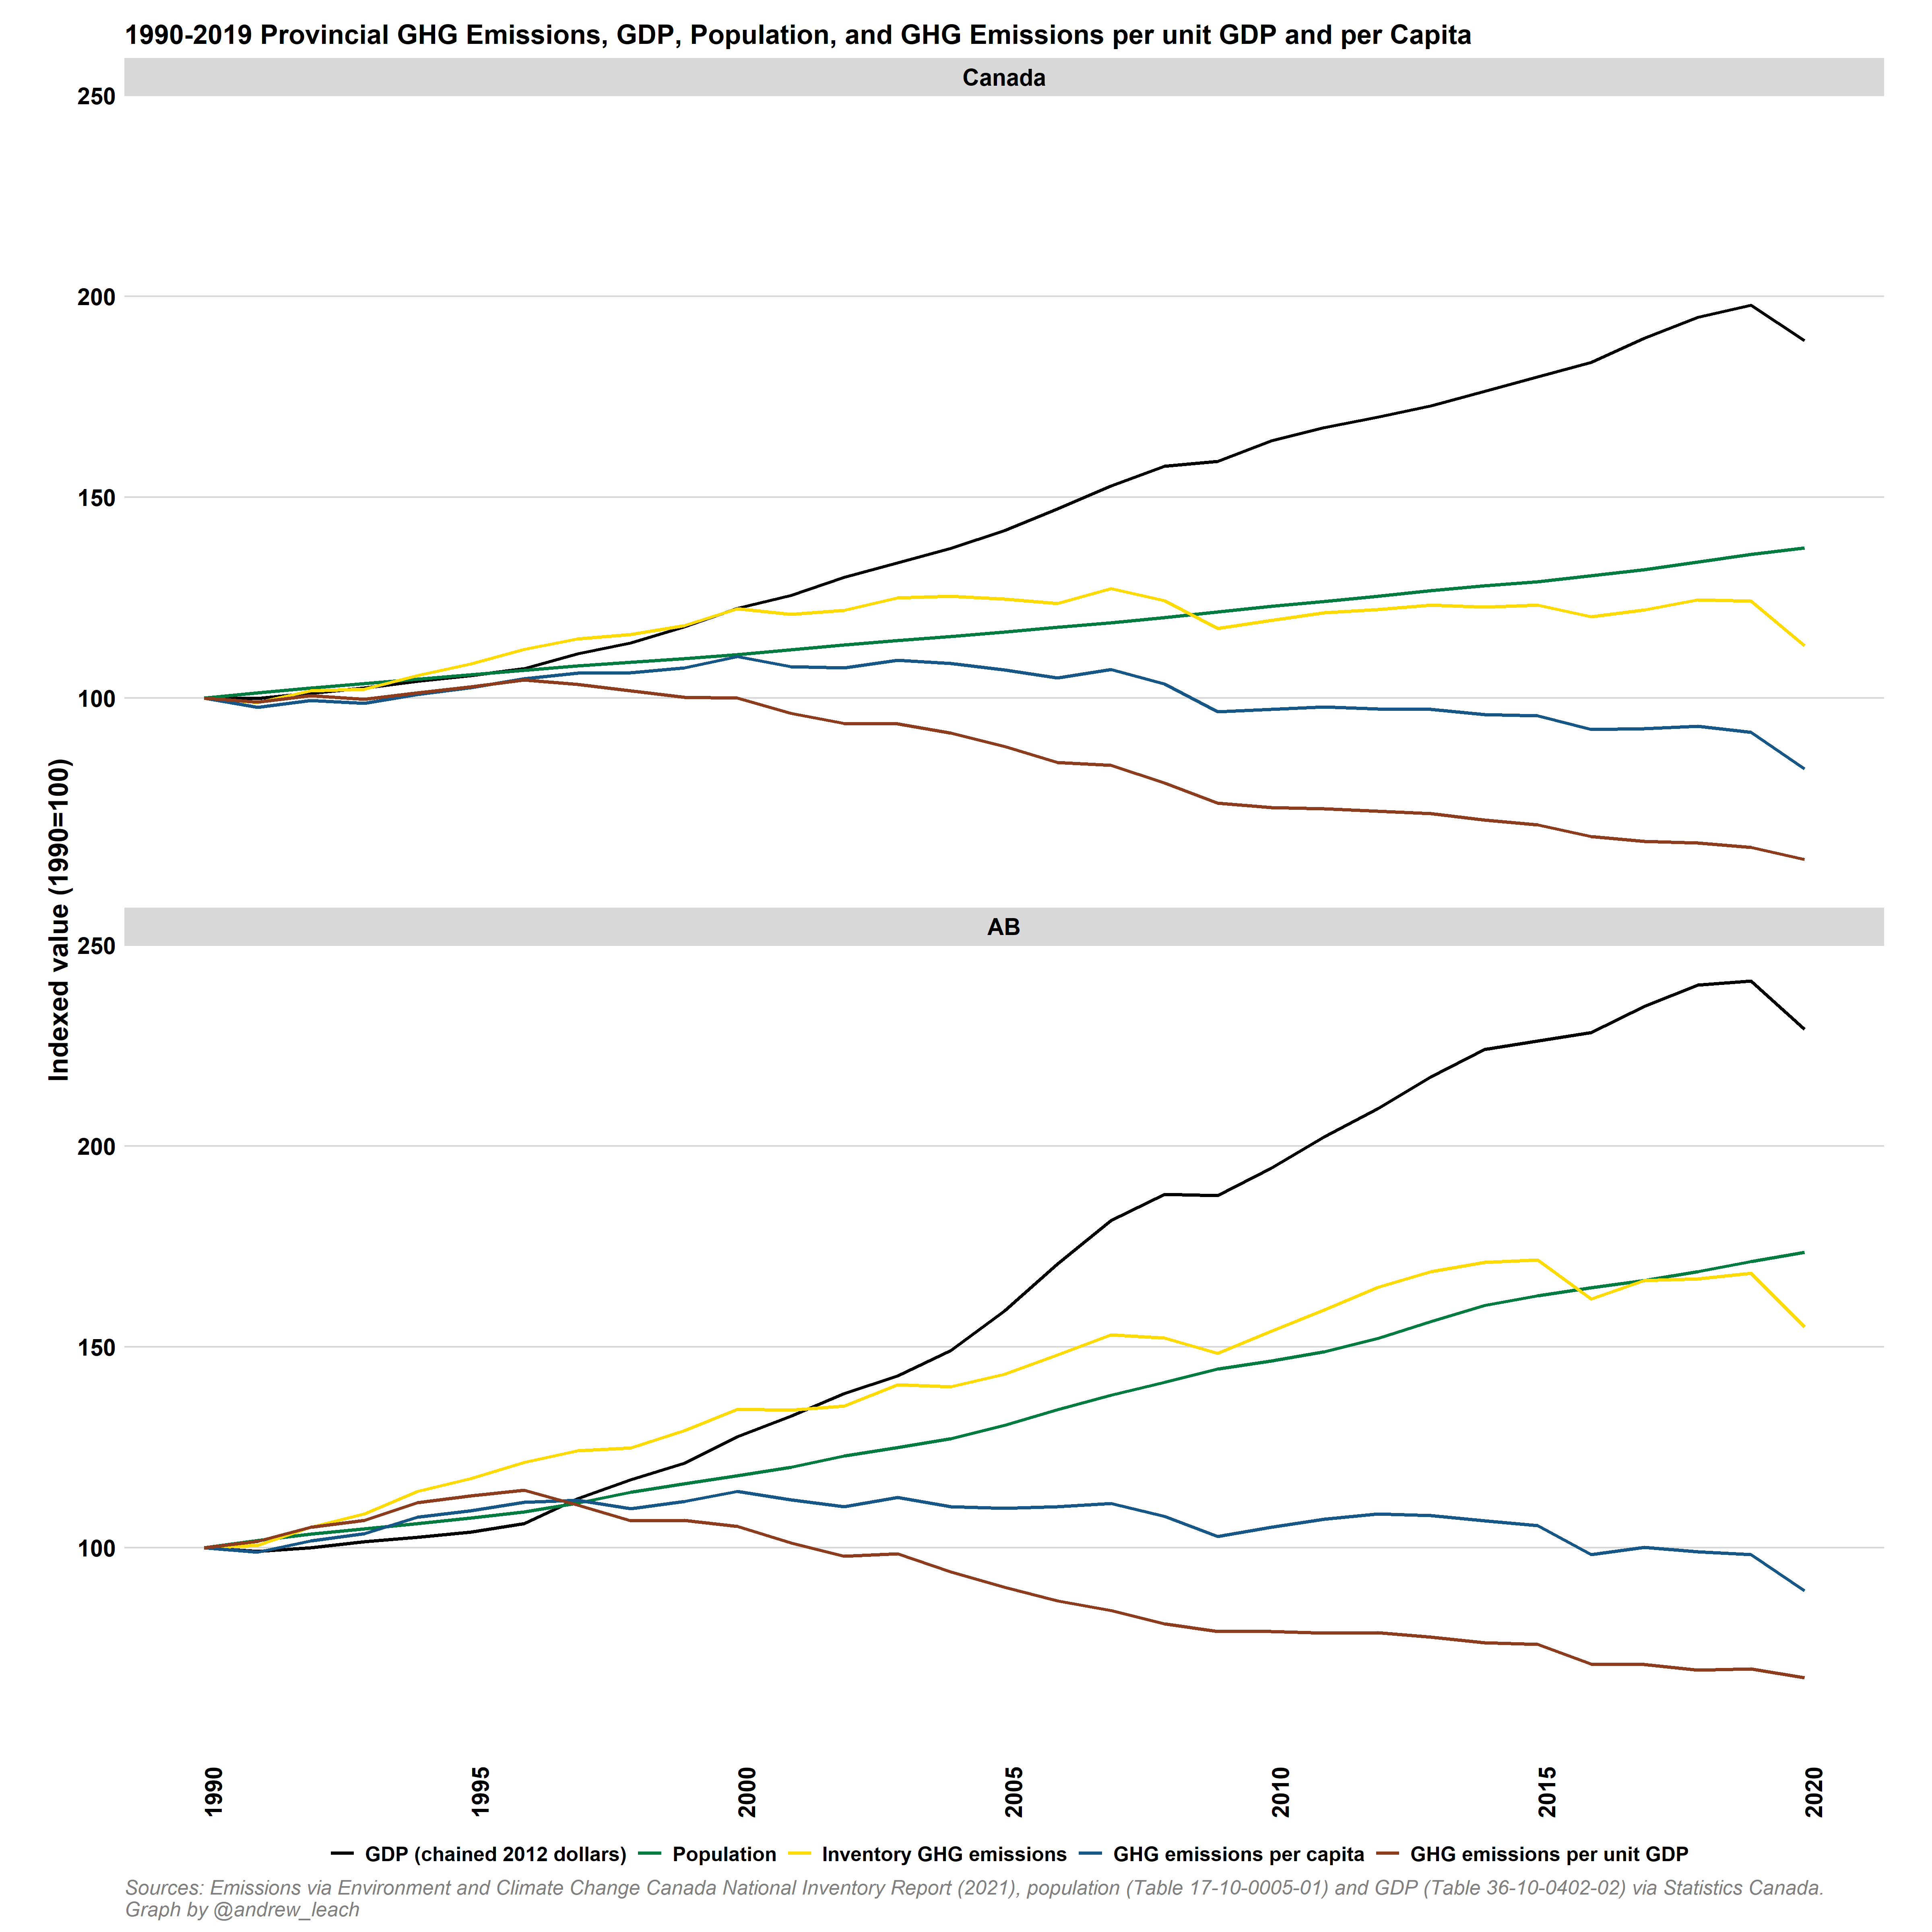 1990-2019 Provincial GHG Emissions, GDP, Population, and GHG Emissions per unit GDP and per Capita
Canada
250
200
150
100
Indexed value (1990=100)
AB
250
200
150
100
1990
1995
2000
2005
2010
2015
2020
GDP (chained 2012 dollars) Population Inventory GHG emissions GHG emissions per capita GHG emissions per unit GDP
Sources: Emissions via Environment and Climate Change Canada National Inventory Report (2021), population (Table 17-10-0005-01) and GDP (Table 36-10-0402-02) via Statistics Canada.
Graph by @andrew_leach